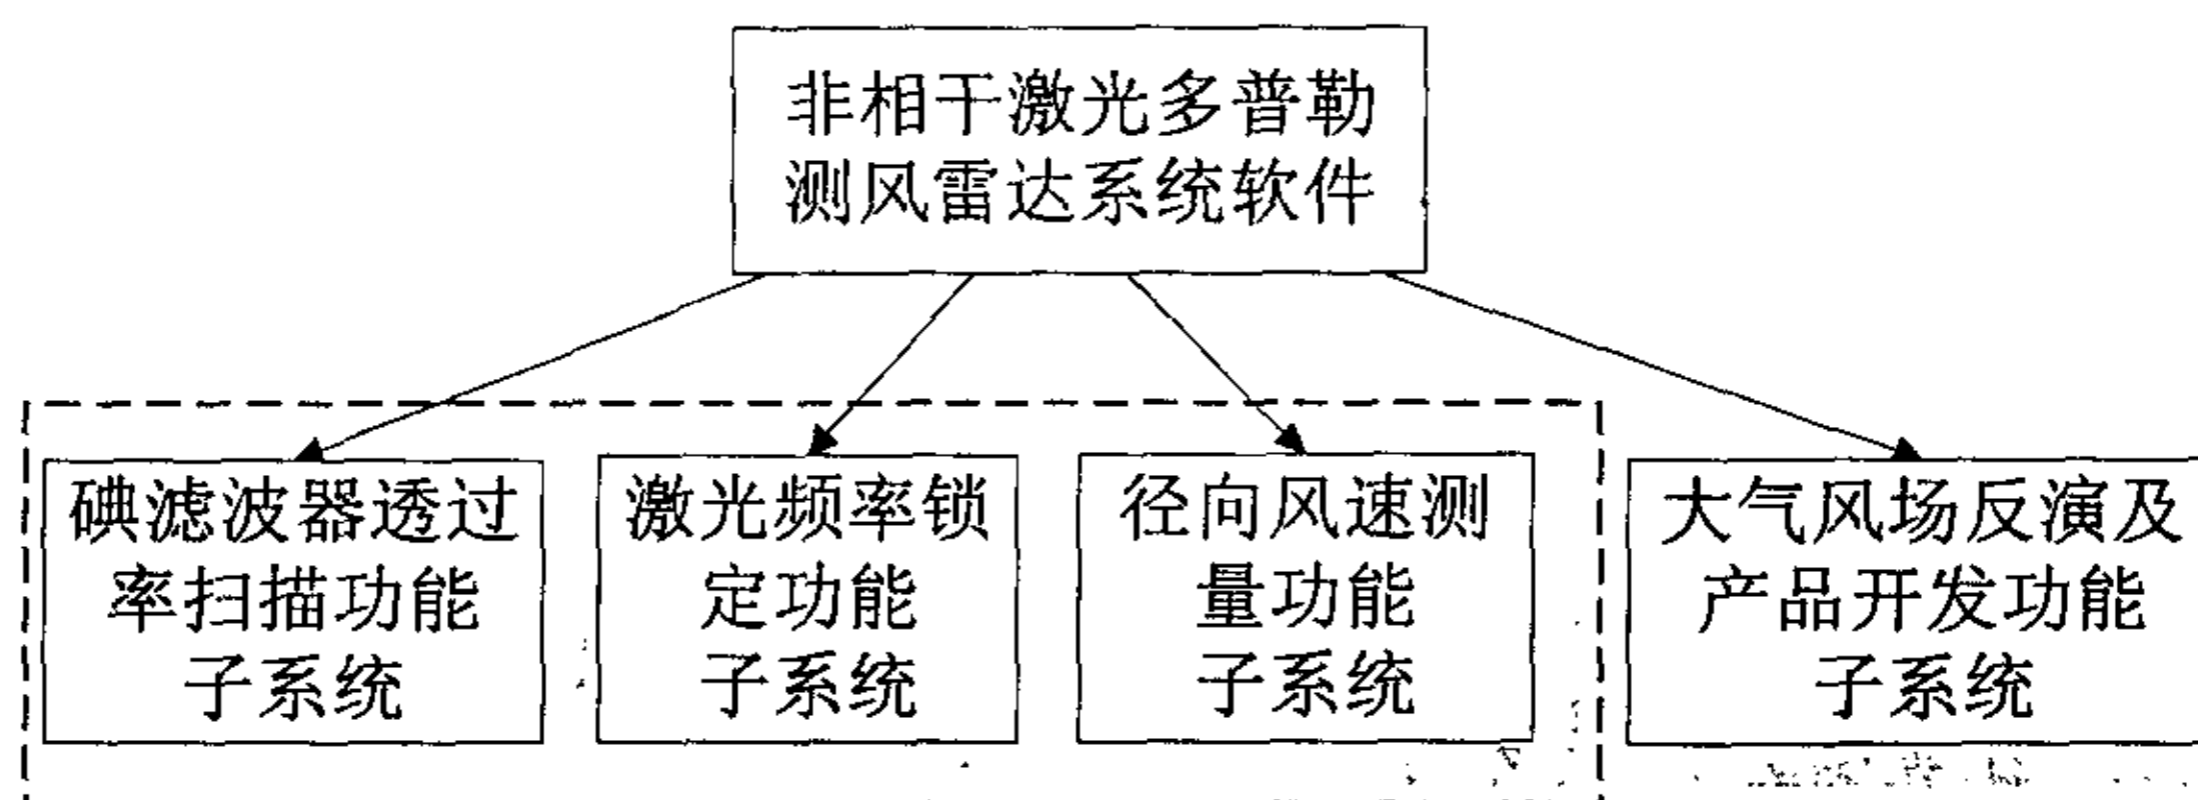 非相干激光多普勒
测风雷达系统软件
碘滤波器透过
率扫描功能
子系统
激光频率锁
定功能
子系统
径向风速测
量功能
子系统
大气风场反演及
产品开发功能
子系统